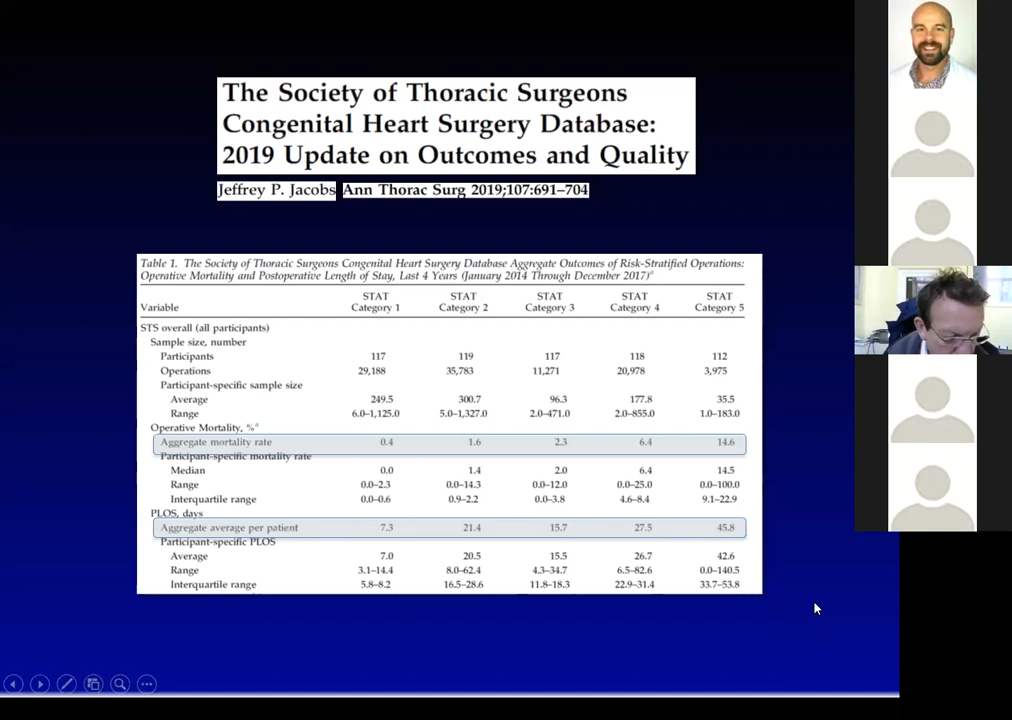 The Society of Thoracic Surgeons
Congenital Heart Surgery Database:
2019 Update on Outcomes and Quality
Jeffrey P. Jacobs Ann Thorac Surg 2019;107:691–704
Table 1. The Society of Thoracic Surgeons Congenital Heart Surgery Database Aggregate Outcomes of Risk-Stratified Operations:
Operative Mortality and Postoperative Length of Stay, Last 4 Years (January 2014 Through December 2017)a
STAT STAT STAT STAT STAT
Variable Category 1 Category 2 Category 3 Category 4 Category 5
STS overall (all participants)
Sample size, number
Participants 117 119 117 118 112
Operations 29,188 35,783 11,271 20,978 3,975
Participant-specific sample size
Average 249.5 300.7 96.3 177.8 35.5
Range 6.0–1,125.0 5.0–1,327.0 2.0–471.0 2.0–855.0 1.0–183.0
Operative Mortality, %a
Aggregate mortality rate 0.4 1.6 2.3 6.4 14.6
Participant-specific mortality rate
Median 0.0 1.4 2.0 6.4 14.5
Range 0.0–2.3 0.0–14.3 0.0–12.0 0.0–25.0 0.0–100.0
Interquartile range 0.0–0.6 0.9–2.2 0.0–3.8 4.6–8.4 9.1–22.9
PLOS, days
Aggregate average per patient 7.3 21.4 15.7 27.5 45.8
Participant-specific PLOS
Average 7.0 20.5 15.5 26.7 42.6
Range 3.1–14.4 8.0–62.4 4.3–34.7 6.5–82.6 0.0–140.5
Interquartile range 5.8–8.2 16.5–28.6 11.8–18.3 22.9–31.4 33.7–53.8